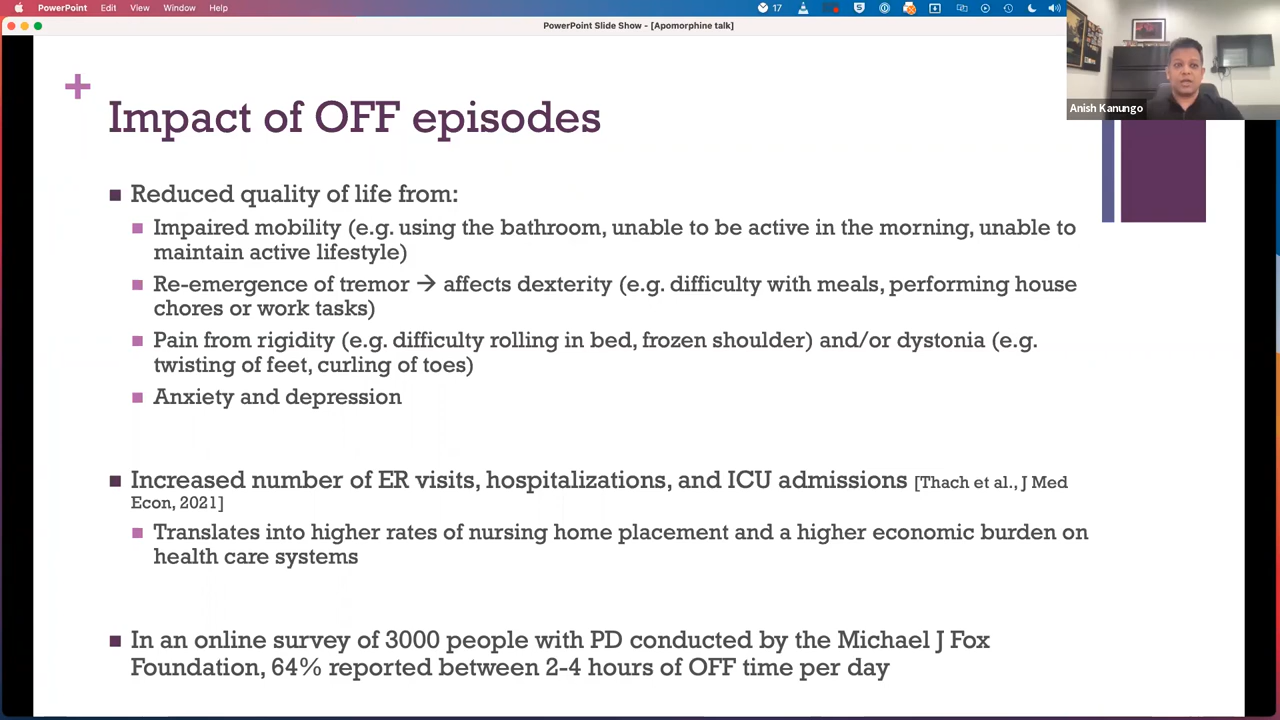 PowerPoint Edit View Window Help 17
PowerPoint Slide Show - [Apomorphine talk]
Anish Kanungo
+
Impact of OFF episodes
Reduced quality of life from:
Impaired mobility (e.g. using the bathroom, unable to be active in the morning, unable to
maintain active lifestyle)
Re-emergence of tremor → affects dexterity (e.g. difficulty with meals, performing house
chores or work tasks)
Pain from rigidity (e.g. difficulty rolling in bed, frozen shoulder) and/or dystonia (e.g.
twisting of feet, curling of toes)
Anxiety and depression
Increased number of ER visits, hospitalizations, and ICU admissions [Thach et al., J Med
Econ, 2021]
Translates into higher rates of nursing home placement and a higher economic burden on
health care systems
In an online survey of 3000 people with PD conducted by the Michael J Fox
Foundation, 64% reported between 2-4 hours of OFF time per day